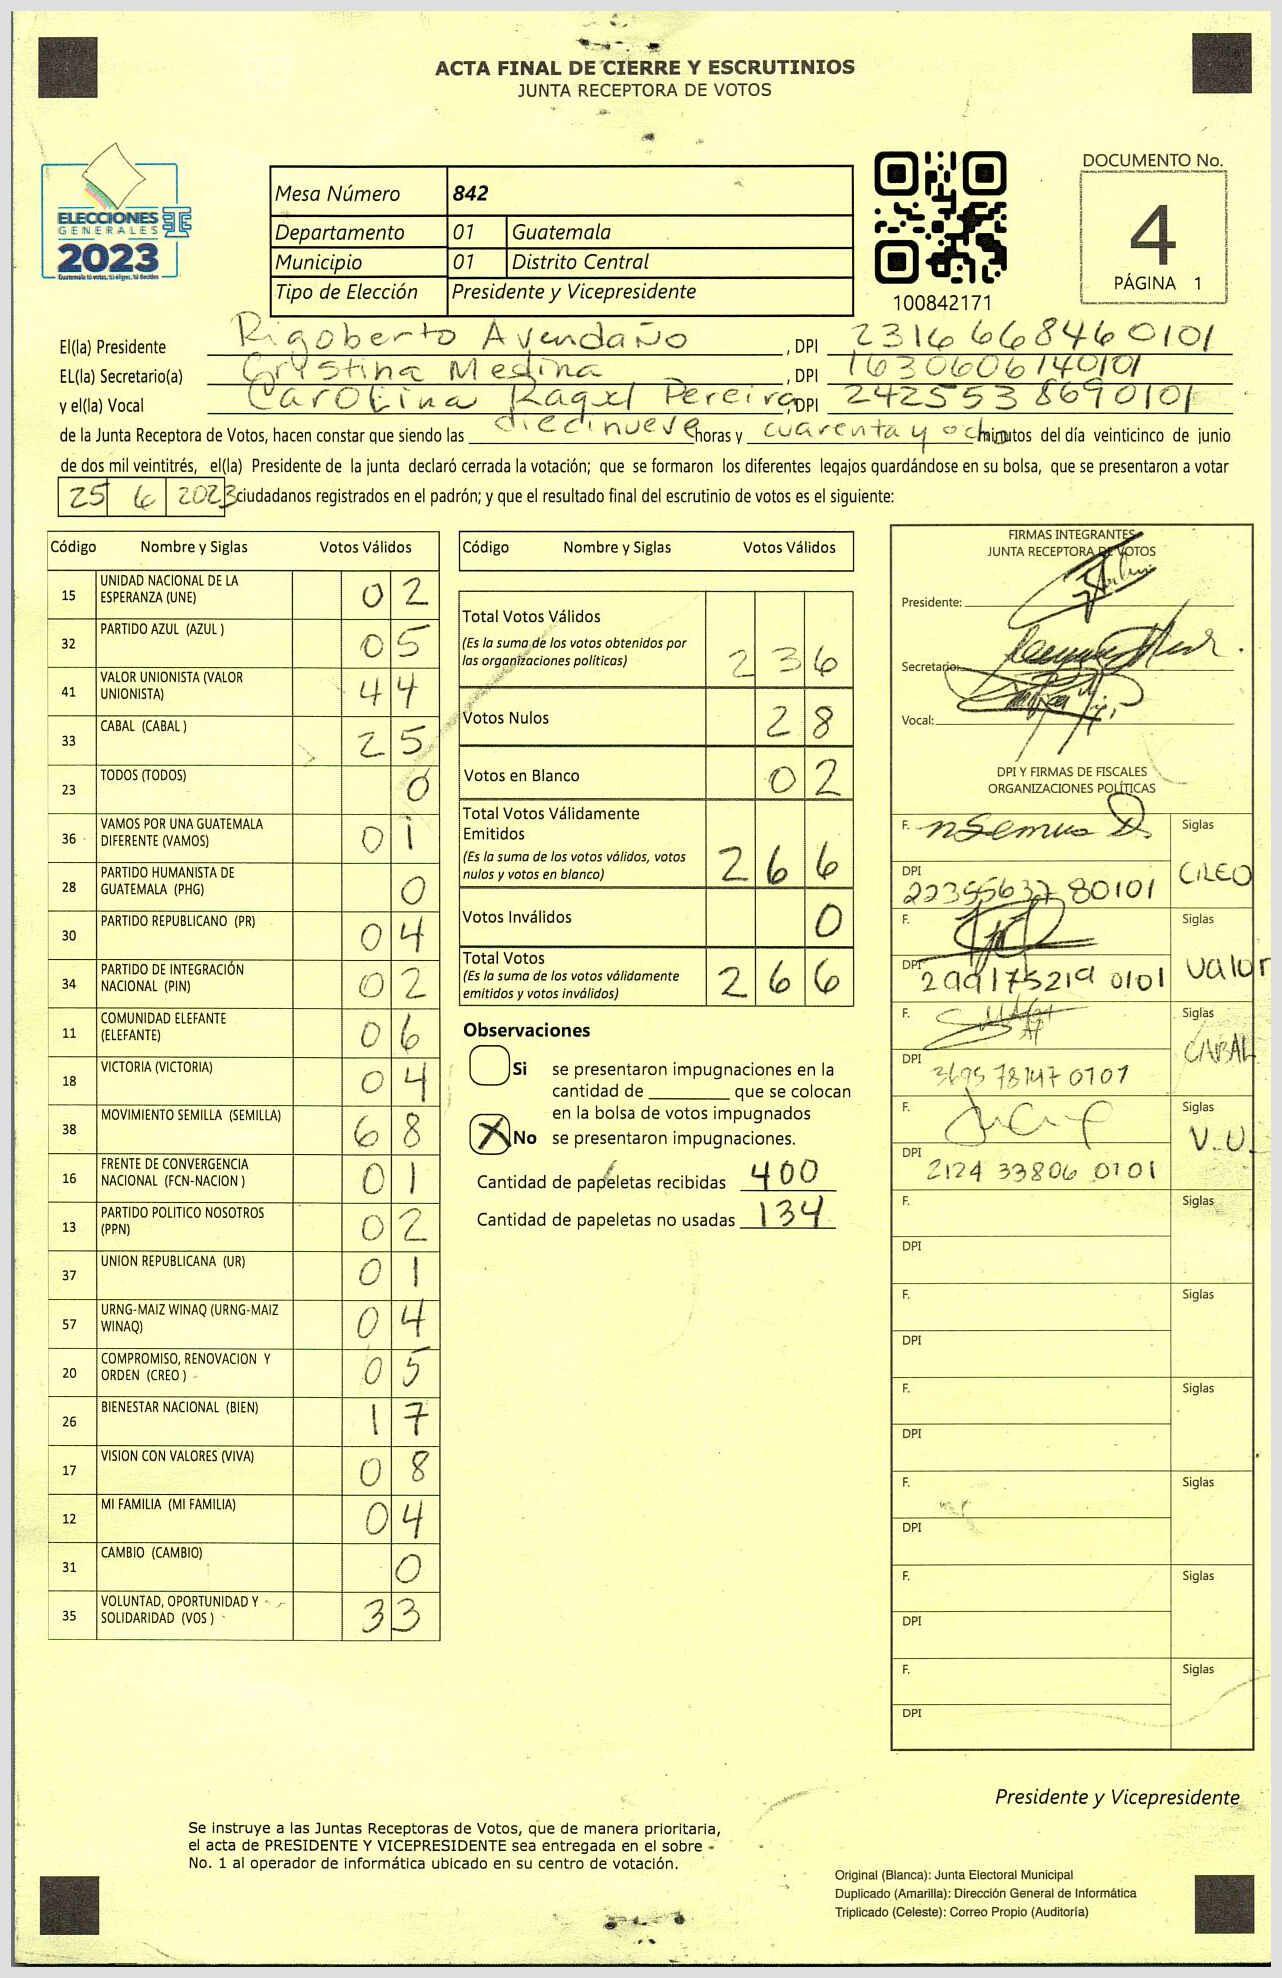 ACTA FINAL DE CIERRE Y ESCRUTINIOS
JUNTA RECEPTORA DE VOTOS
ELECCIONES
GENERALES
2023
Guatemala tú votas, tú eliges, tú decides
Mesa Número 842
Departamento 01 Guatemala
Municipio 01 Distrito Central
Tipo de Elección Presidente y Vicepresidente
100842171
DOCUMENTO No.
4
PÁGINA 1
El(la) Presidente Rigoberto Avendaño, DPI 2316668460101
EL(la) Secretario(a) Crystina Medina, DPI 1630606140101
y el(la) Vocal Carolina Raquel Pereira, DPI 2425538690101
de la Junta Receptora de Votos, hacen constar que siendo las diecinueve horas y cuarenta y ocho minutos del día veinticinco de junio
de dos mil veintitrés, el(la) Presidente de la junta declaró cerrada la votación; que se formaron los diferentes legajos guardándose en su bolsa, que se presentaron a votar
25 6 2023 ciudadanos registrados en el padrón; y que el resultado final del escrutinio de votos es el siguiente:
Código Nombre y Siglas Votos Válidos
15 UNIDAD NACIONAL DE LA ESPERANZA (UNE) 02
32 PARTIDO AZUL (AZUL ) 05
41 VALOR UNIONISTA (VALOR UNIONISTA) 44
33 CABAL (CABAL ) 25
23 TODOS (TODOS) 0
36 VAMOS POR UNA GUATEMALA DIFERENTE (VAMOS) 01
28 PARTIDO HUMANISTA DE GUATEMALA (PHG) 0
30 PARTIDO REPUBLICANO (PR) 04
34 PARTIDO DE INTEGRACIÓN NACIONAL (PIN) 02
11 COMUNIDAD ELEFANTE (ELEFANTE) 06
18 VICTORIA (VICTORIA) 04
38 MOVIMIENTO SEMILLA (SEMILLA) 68
16 FRENTE DE CONVERGENCIA NACIONAL (FCN-NACION ) 01
13 PARTIDO POLITICO NOSOTROS (PPN) 02
37 UNION REPUBLICANA (UR) 01
57 URNG-MAIZ WINAQ (URNG-MAIZ WINAQ) 04
20 COMPROMISO, RENOVACION Y ORDEN (CREO ) 05
26 BIENESTAR NACIONAL (BIEN) 17
17 VISION CON VALORES (VIVA) 08
12 MI FAMILIA (MI FAMILIA) 04
31 CAMBIO (CAMBIO) 0
35 VOLUNTAD, OPORTUNIDAD Y SOLIDARIDAD (VOS ) 33
Código Nombre y Siglas Votos Válidos
Total Votos Válidos 236
(Es la suma de los votos obtenidos por
las organizaciones políticas)
Votos Nulos 28
Votos en Blanco 02
Total Votos Válidamente
Emitidos 266
(Es la suma de los votos válidos, votos
nulos y votos en blanco)
Votos Inválidos 0
Total Votos 266
(Es la suma de los votos válidamente
emitidos y votos inválidos)
Observaciones
Si se presentaron impugnaciones en la
cantidad de ________ que se colocan
en la bolsa de votos impugnados
X No se presentaron impugnaciones.
Cantidad de papeletas recibidas 400
Cantidad de papeletas no usadas 134
FIRMAS INTEGRANTES
JUNTA RECEPTORA DE VOTOS
Presidente:
Secretario:
Vocal:
DPI Y FIRMAS DE FISCALES
ORGANIZACIONES POLÍTICAS
F. Siglas
DPI 2235563780101
F. Siglas Valor
DPI 299175219 0101
F. Siglas CABAL
DPI 3695 78147 0101
F. Siglas V.U.
DPI 2124 33806 0101
F. Siglas
DPI
F. Siglas
DPI
F. Siglas
DPI
F. Siglas
DPI
F. Siglas
DPI
F. Siglas
DPI
Presidente y Vicepresidente
Se instruye a las Juntas Receptoras de Votos, que de manera prioritaria,
el acta de PRESIDENTE Y VICEPRESIDENTE sea entregada en el sobre
No. 1 al operador de informática ubicado en su centro de votación.
Original (Blanca): Junta Electoral Municipal
Duplicado (Amarilla): Dirección General de Informática
Triplicado (Celeste): Correo Propio (Auditoría)